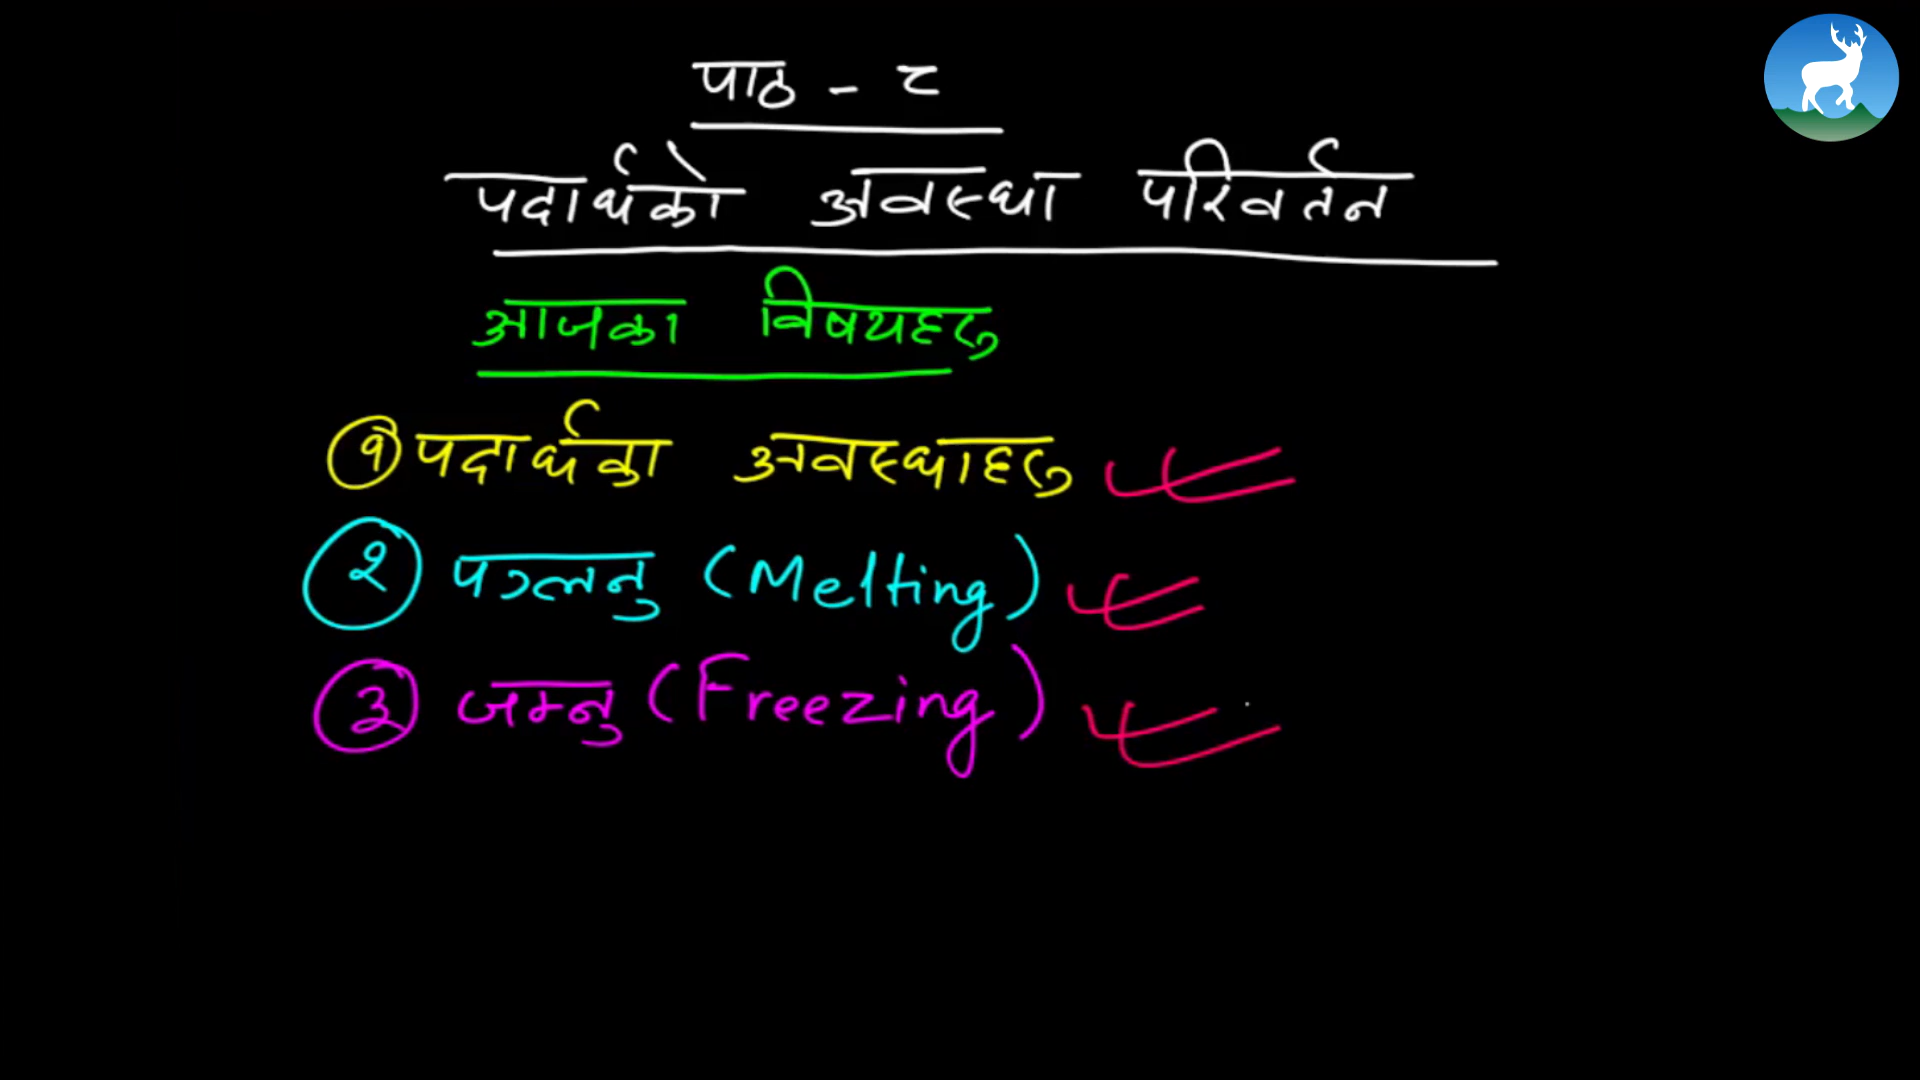 पाठ - ८
पदार्थको अवस्था परिवर्तन
आजका विषयहरु
१ पदार्थका अवस्थाहरु
२ पग्लनु (Melting)
३ जम्नु (Freezing)